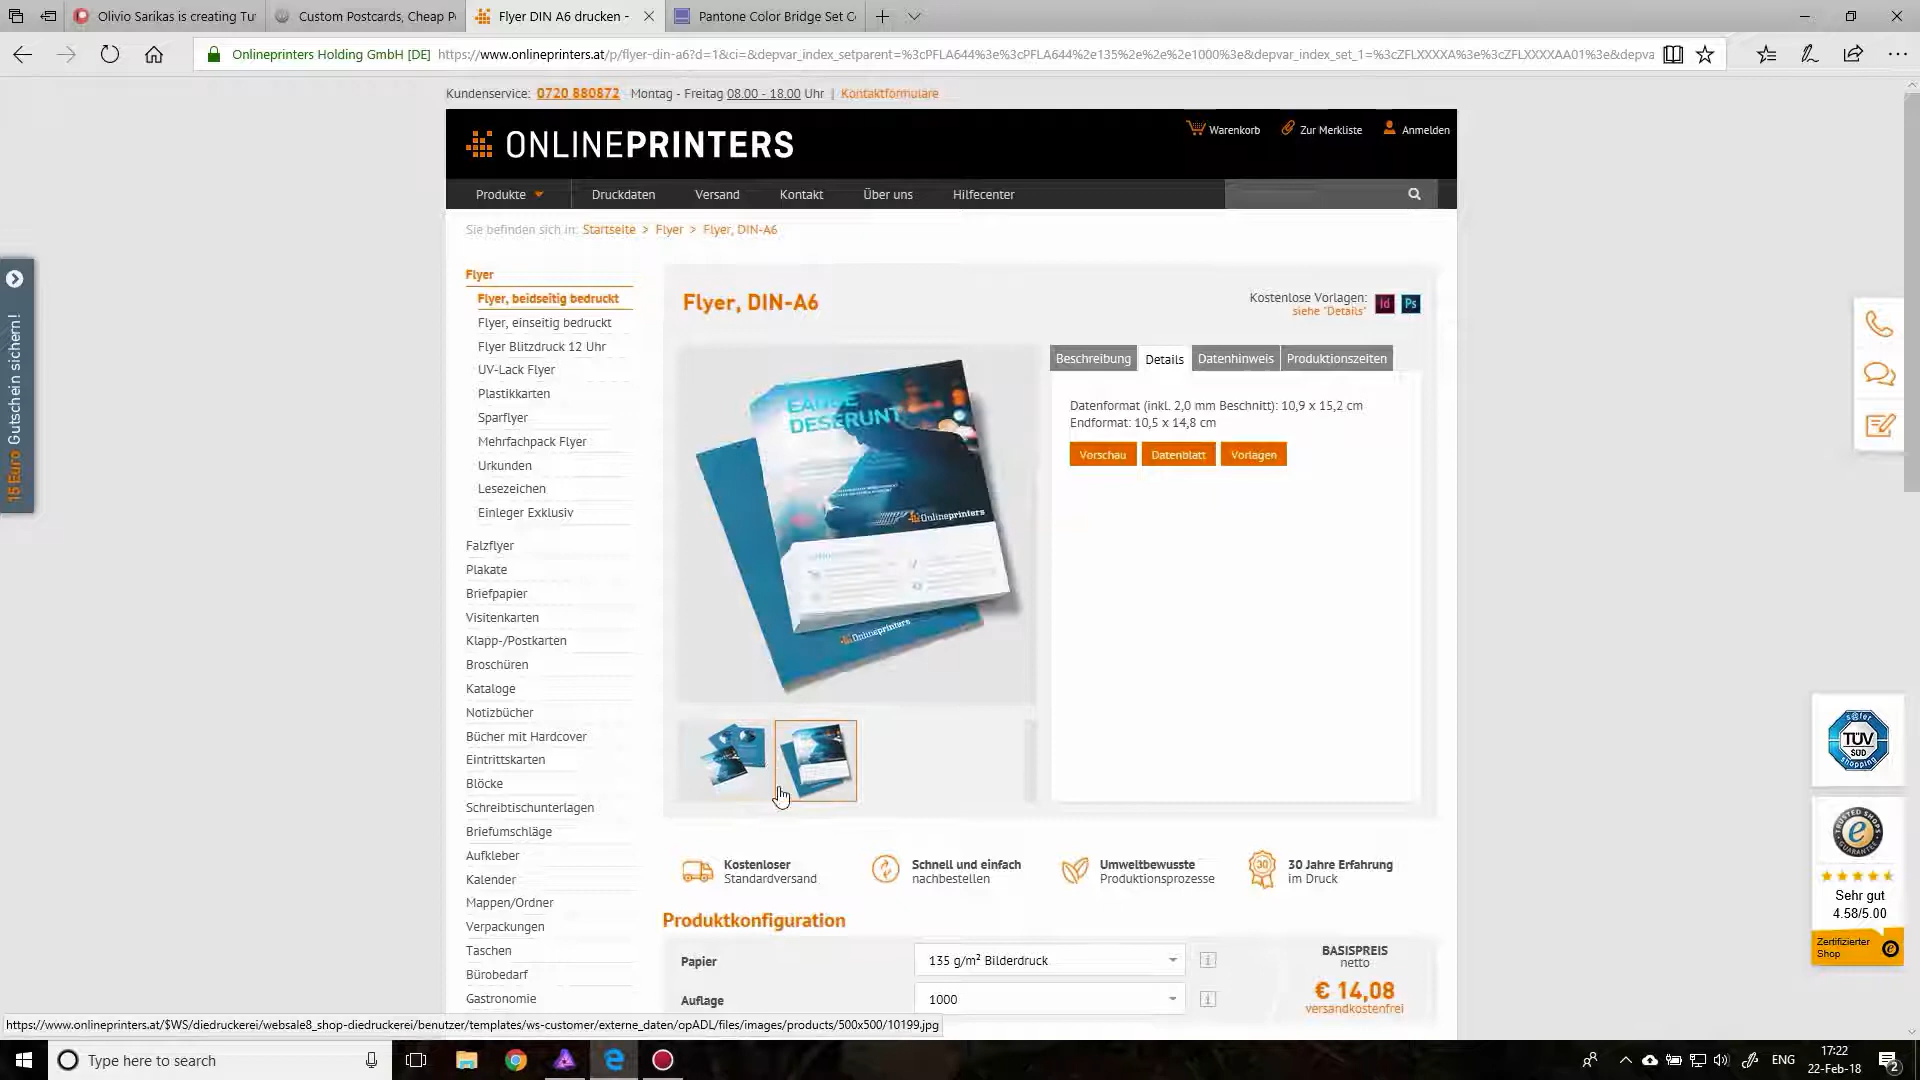 Olivio Sarikas is creating Tu
Custom Postcards, Cheap P
Flyer DIN A6 drucken -
Pantone Color Bridge Set C
Onlineprinters Holding GmbH [DE]
https://www.onlineprinters.at/p/flyer-din-a6?d=1&ci=&depvar_index_setparent=%3cPFLA644%3e%3cPFLA644%2e135%2e%2e%2e1000%3e&depvar_index_set_1=%3cZFLXXXXA%3e%3cZFLXXXXAA01%3e&depva
Kundenservice: 0720 880872 Montag - Freitag 08.00 - 18.00 Uhr | Kontaktformulare
ONLINEPRINTERS
Warenkorb
Zur Merkliste
Anmelden
Produkte
Druckdaten
Versand
Kontakt
Über uns
Hilfecenter
Sie befinden sich in: Startseite > Flyer > Flyer, DIN-A6
15 Euro Gutschein sichern!
Flyer
Flyer, beidseitig bedruckt
Flyer, einseitig bedruckt
Flyer Blitzdruck 12 Uhr
UV-Lack Flyer
Plastikkarten
Sparflyer
Mehrfachpack Flyer
Urkunden
Lesezeichen
Einleger Exklusiv
Falzflyer
Plakate
Briefpapier
Visitenkarten
Klapp-/Postkarten
Broschüren
Kataloge
Notizbücher
Bücher mit Hardcover
Eintrittskarten
Blöcke
Schreibtischunterlagen
Briefumschläge
Aufkleber
Kalender
Mappen/Ordner
Verpackungen
Taschen
Bürobedarf
Gastronomie
Flyer, DIN-A6
Kostenlose Vorlagen:
siehe "Details"
Id
Ps
DESERUNT
Onlineprinters
Onlineprinters
Beschreibung
Details
Datenhinweis
Produktionszeiten
Datenformat (inkl. 2,0 mm Beschnitt): 10,9 x 15,2 cm
Endformat: 10,5 x 14,8 cm
Vorschau
Datenblatt
Vorlagen
Kostenloser
Standardversand
Schnell und einfach
nachbestellen
Umweltbewusste
Produktionsprozesse
30
30 Jahre Erfahrung
im Druck
Produktkonfiguration
Papier
135 g/m² Bilderdruck
Auflage
1000
BASISPREIS
netto
€ 14,08
versandkostenfrei
s@fer
TÜV
SÜD
shopping
TRUSTED SHOPS
GUARANTEE
Sehr gut
4.58/5.00
Zertifizierter
Shop
https://www.onlineprinters.at/$WS/diedruckerei/websale8_shop-diedruckerei/benutzer/templates/ws-customer/externe_daten/opADL/files/images/products/500x500/10199.jpg
Type here to search
ENG
17:22
22-Feb-18
2